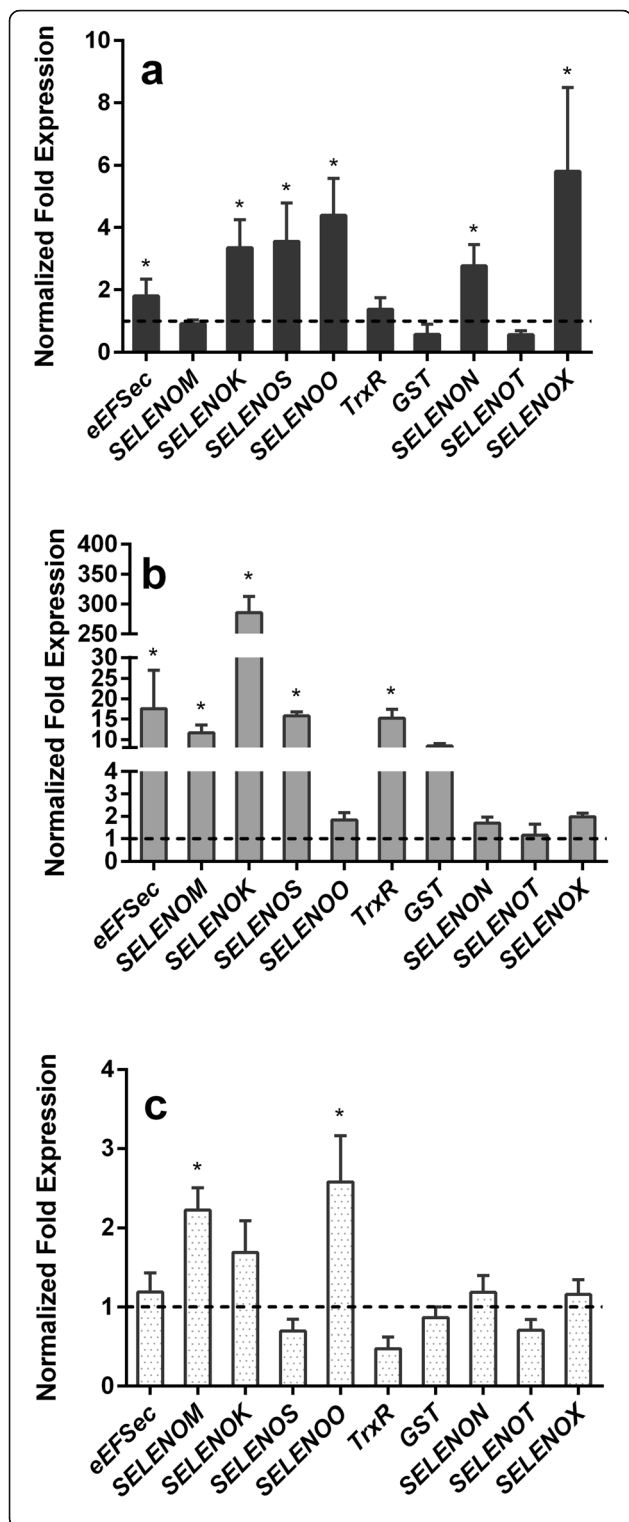 a
Normalized Fold Expression
10
8
6
4
2
0
* * * * * *
eEFSec SELENOM SELENOK SELENOS SELENOO TrxR GST SELENON SELENOT SELENOX
b
Normalized Fold Expression
400
350
300
250
30
25
20
15
10
4
2
1
0
* * * * *
eEFSec SELENOM SELENOK SELENOS SELENOO TrxR GST SELENON SELENOT SELENOX
c
Normalized Fold Expression
4
3
2
1
0
* *
eEFSec SELENOM SELENOK SELENOS SELENOO TrxR GST SELENON SELENOT SELENOX